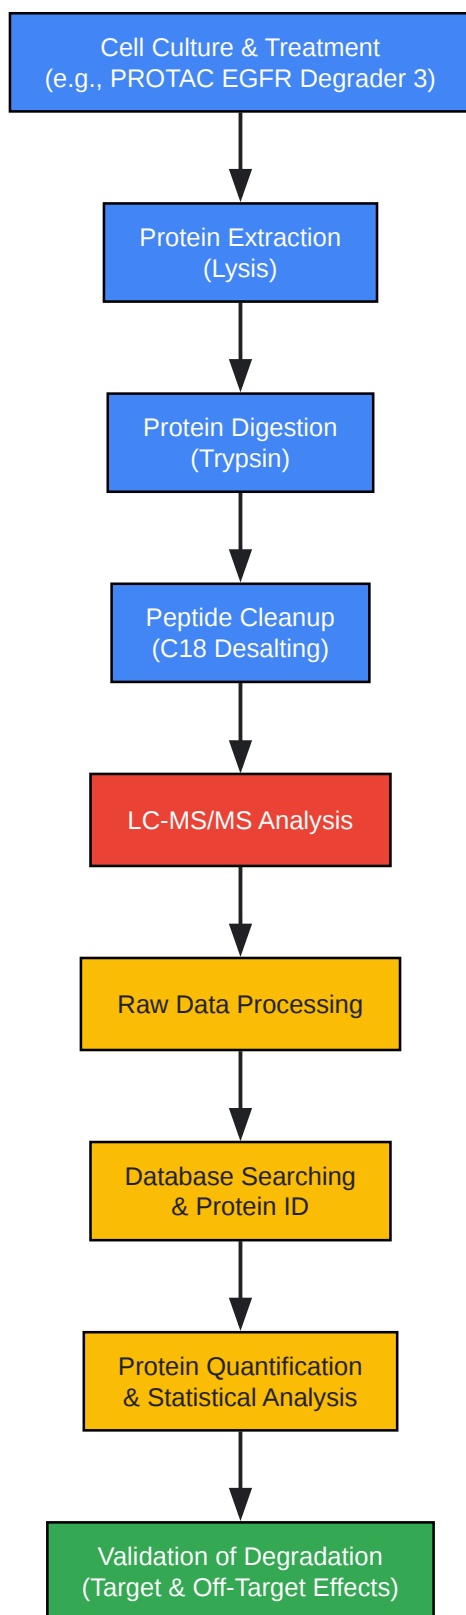 Cell Culture & Treatment
(e.g., PROTAC EGFR Degrader 3)
Protein Extraction
(Lysis)
Protein Digestion
(Trypsin)
Peptide Cleanup
(C18 Desalting)
LC-MS/MS Analysis
Raw Data Processing
Database Searching
& Protein ID
Protein Quantification
& Statistical Analysis
Validation of Degradation
(Target & Off-Target Effects)